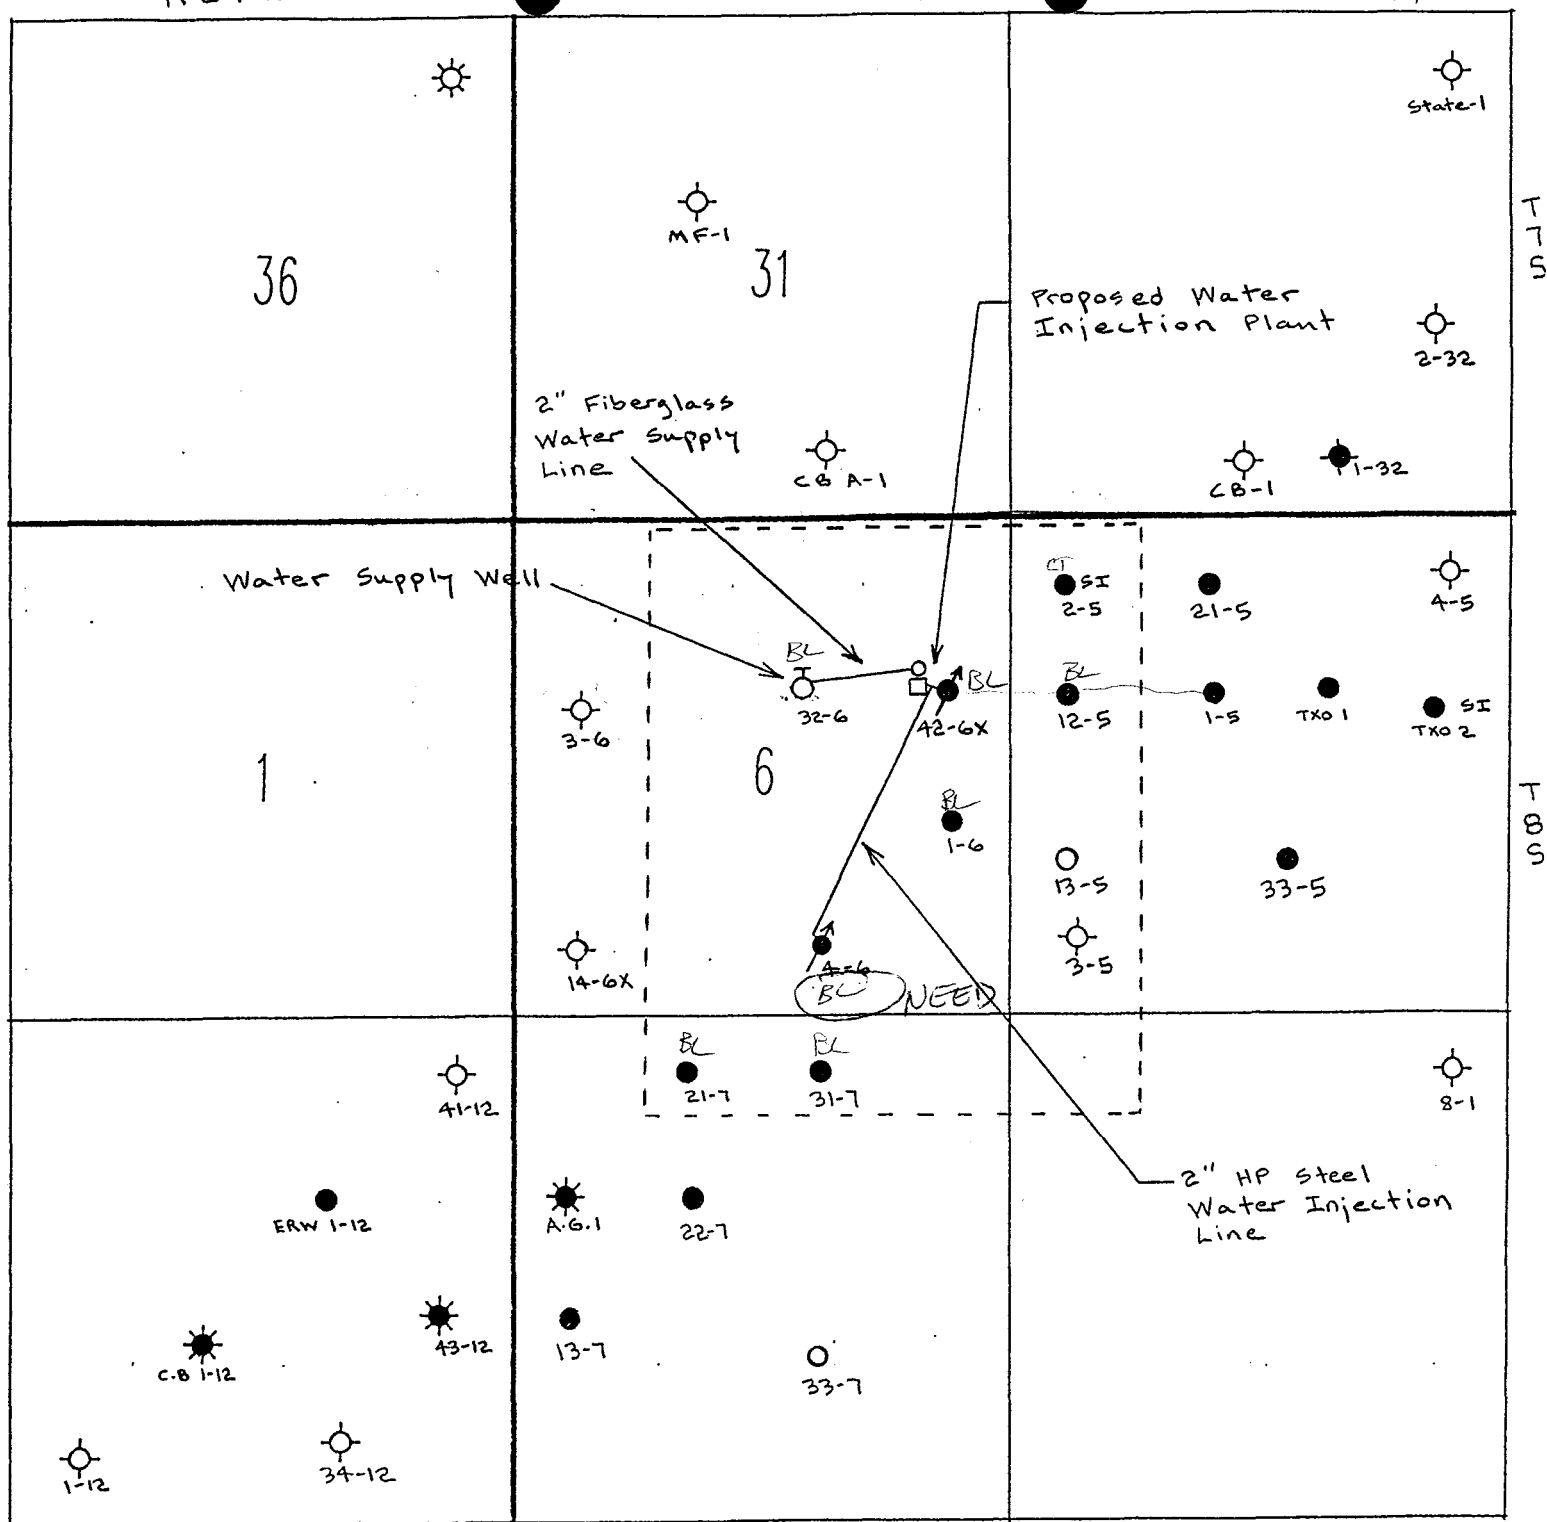 State-1
MF-1
36
31
T
7
S
Proposed Water
Injection Plant
2-32
2" Fiberglass
Water Supply
Line
CB A-1
CB-1
1-32
Water Supply Well
SI
2-5
21-5
4-5
BL
32-6
BL
42-6X
BL
12-5
1-5
TXO 1
SI
TXO 2
3-6
1
6
T
8
S
BL
1-6
13-5
33-5
14-6X
4-6
BL
NEED
3-5
BL
21-7
BL
31-7
41-12
8-1
2" HP Steel
Water Injection
Line
ERW 1-12
A.G.1
22-7
C.B 1-12
43-12
13-7
33-7
1-12
34-12